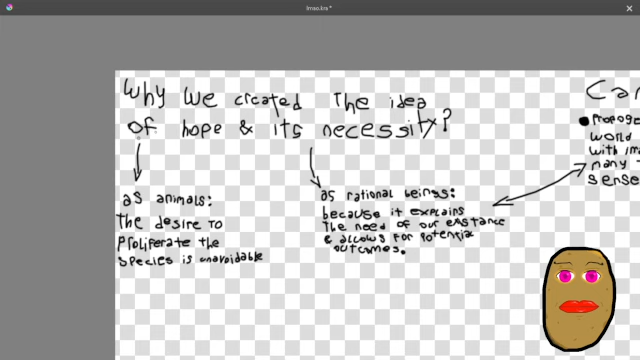 lmao.kra *
Why we created the idea
of hope & its necessity?
as animals:
the desire to
proliferate the
species is unavoidable
as rational beings:
because it explains
the need of our existance
& allows for potential
outcomes.
Car
world
with
many
sense